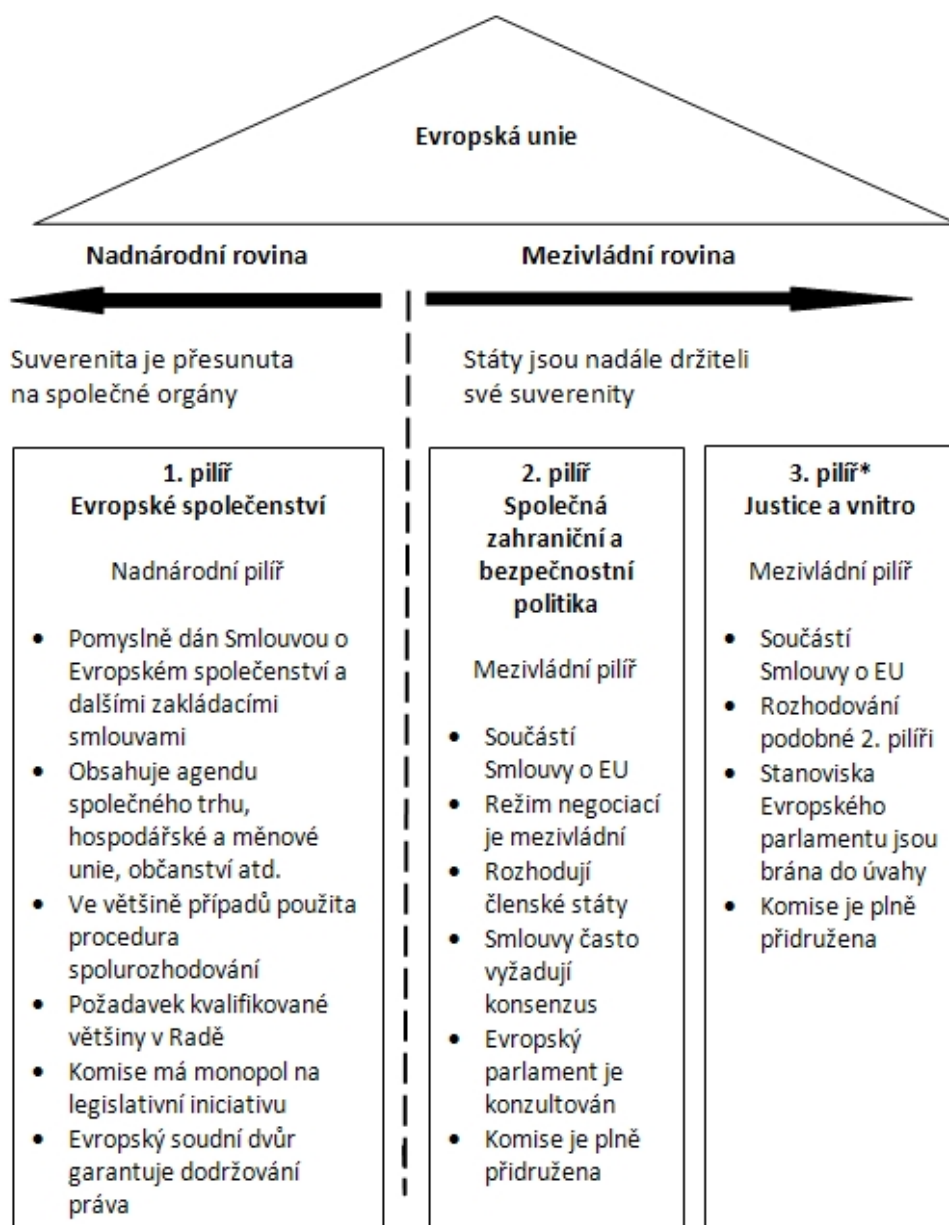 Evropská unie
Nadnárodní rovina
Mezivládní rovina
Suverenita je přesunuta
na společné orgány
Státy jsou nadále držiteli
své suverenity
1. pilíř
Evropské společenství
Nadnárodní pilíř
• Pomyslně dán Smlouvou o
Evropském společenství a
dalšími zakládacími
smlouvami
• Obsahuje agendu
společného trhu,
hospodářské a měnové
unie, občanství atd.
• Ve většině případů použita
procedura
spolurozhodování
• Požadavek kvalifikované
většiny v Radě
• Komise má monopol na
legislativní iniciativu
• Evropský soudní dvůr
garantuje dodržování
práva
2. pilíř
Společná
zahraniční a
bezpečnostní
politika
Mezivládní pilíř
• Součástí
Smlouvy o EU
• Režim negociací
je mezivládní
• Rozhodují
členské státy
• Smlouvy často
vyžadují
konsenzus
• Evropský
parlament je
konzultován
• Komise je plně
přidružena
3. pilíř*
Justice a vnitro
Mezivládní pilíř
• Součástí
Smlouvy o EU
• Rozhodování
podobné 2. pilíři
• Stanoviska
Evropského
parlamentu jsou
brána do úvahy
• Komise je plně
přidružena